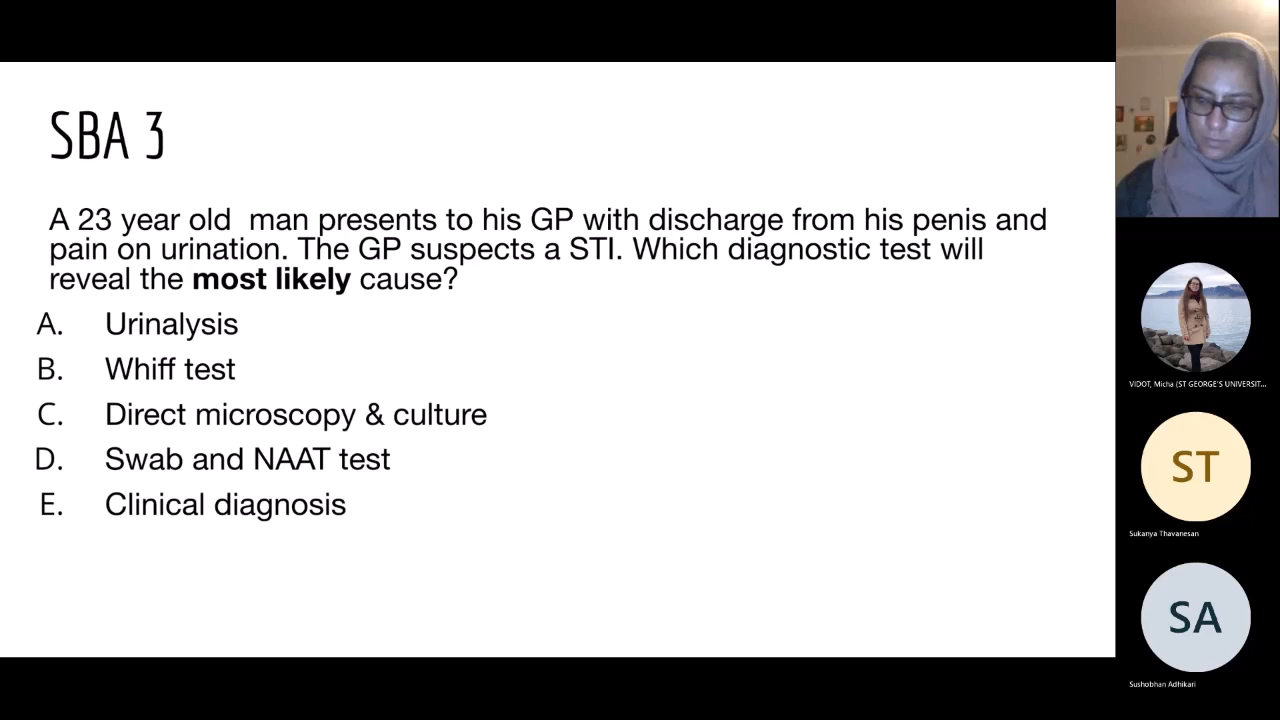 SBA 3
A 23 year old  man presents to his GP with discharge from his penis and
pain on urination. The GP suspects a STI. Which diagnostic test will
reveal the most likely cause?
A. Urinalysis
B. Whiff test
C. Direct microscopy & culture
D. Swab and NAAT test
E. Clinical diagnosis
VIDOT, Micha (ST GEORGE'S UNIVERSIT...
ST
Sukanya Thavanesan
SA
Sushobhan Adhikari